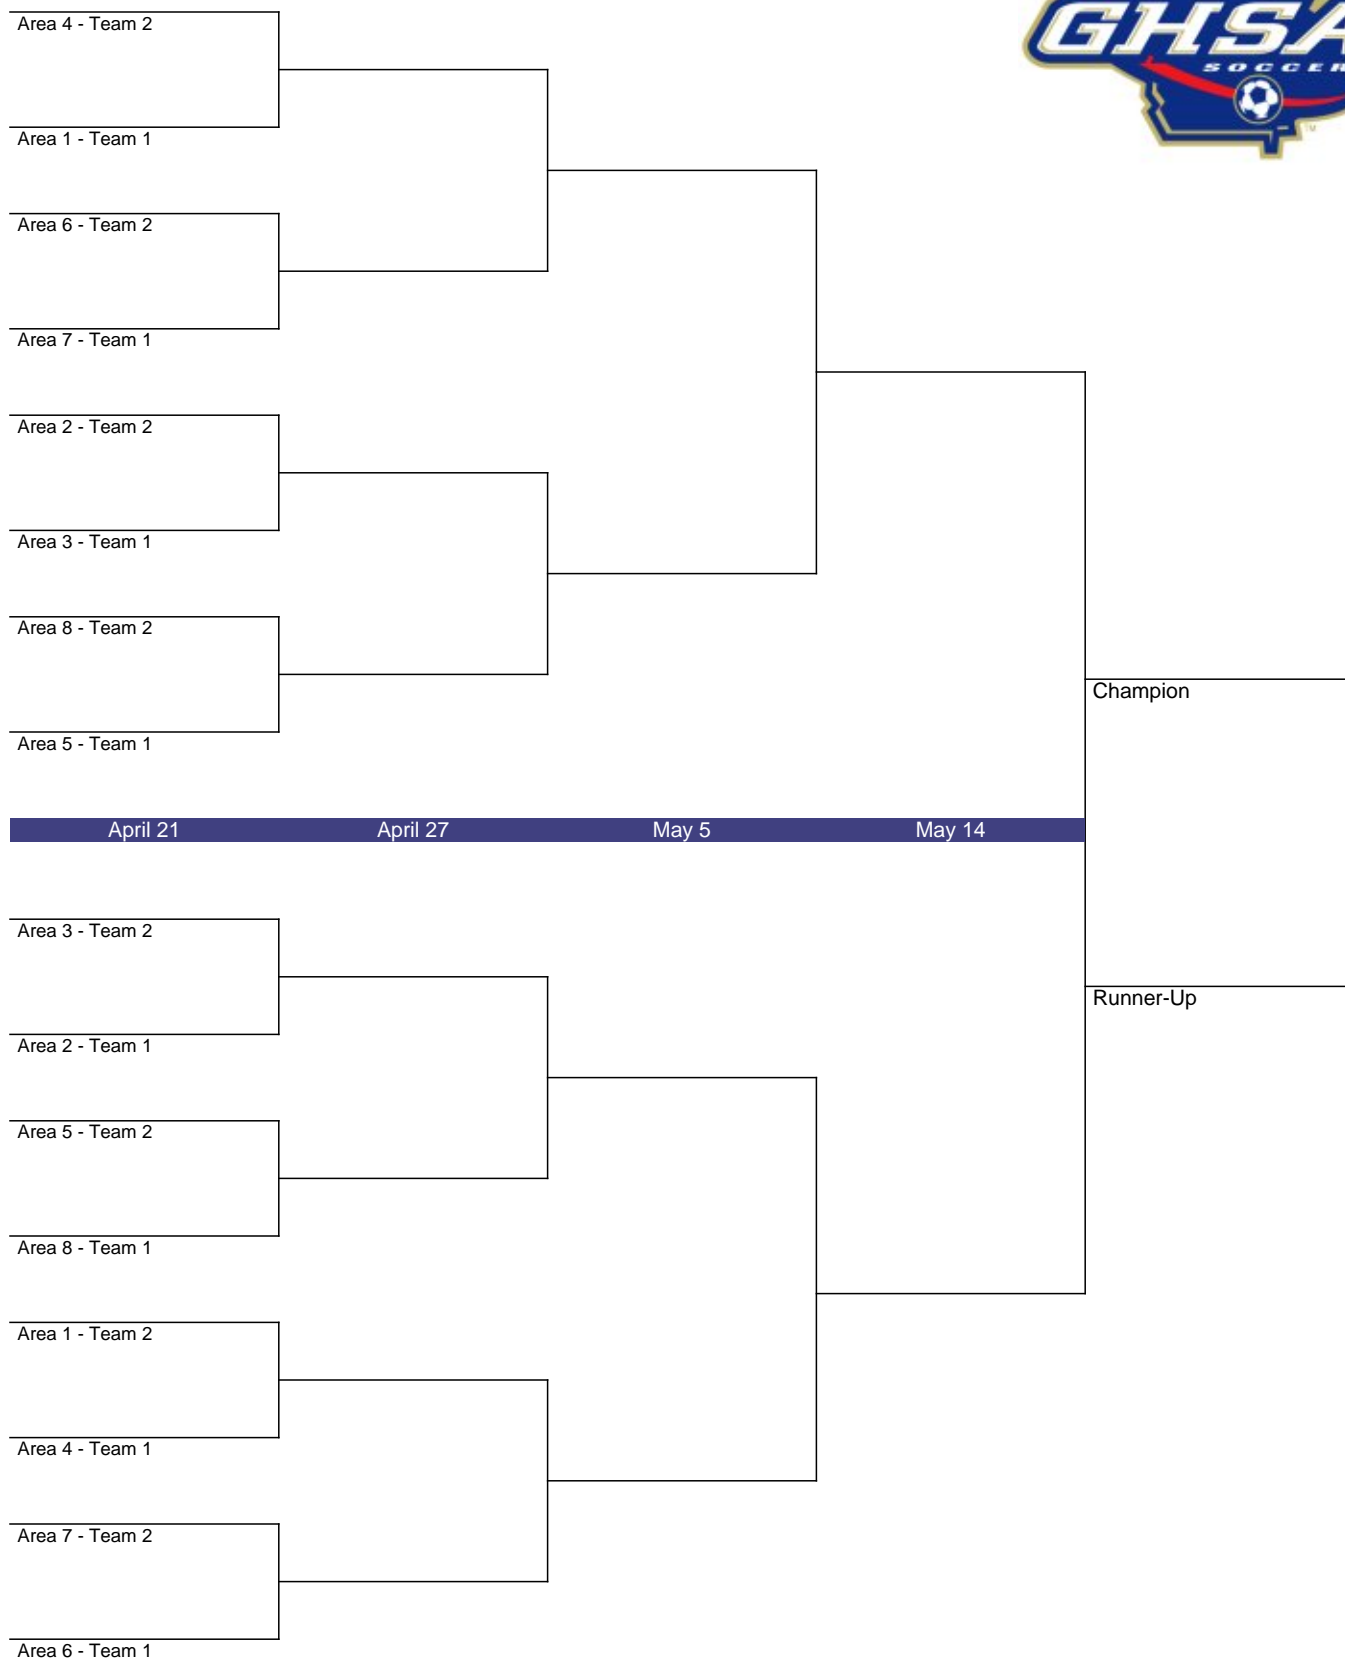 Area 4 - Team 2
GHSA
SOCCER
TM
Area 1 - Team 1
Area 6 - Team 2
Area 7 - Team 1
Area 2 - Team 2
Area 3 - Team 1
Area 8 - Team 2
Champion
Area 5 - Team 1
April 21 April 27 May 5 May 14
Area 3 - Team 2
Runner-Up
Area 2 - Team 1
Area 5 - Team 2
Area 8 - Team 1
Area 1 - Team 2
Area 4 - Team 1
Area 7 - Team 2
Area 6 - Team 1